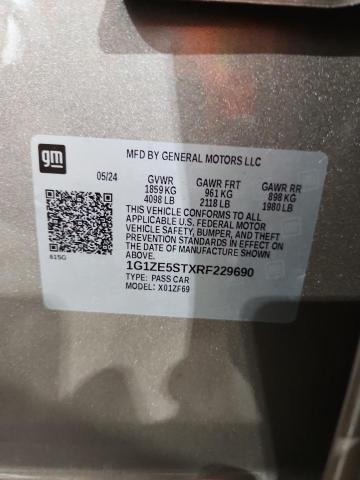 gm
MFD BY GENERAL MOTORS LLC
05/24 GVWR GAWR FRT GAWR RR
1859 KG 961 KG 898 KG
4098 LB 2118 LB 1980 LB
THIS VEHICLE CONFORMS TO ALL
APPLICABLE U.S. FEDERAL MOTOR
VEHICLE SAFETY, BUMPER, AND THEFT
PREVENTION STANDARDS IN EFFECT ON
THE DATE OF MANUFACTURE SHOWN
ABOVE.
615G
1G1ZE5STXRF229690
TYPE: PASS CAR
MODEL: X01ZF69